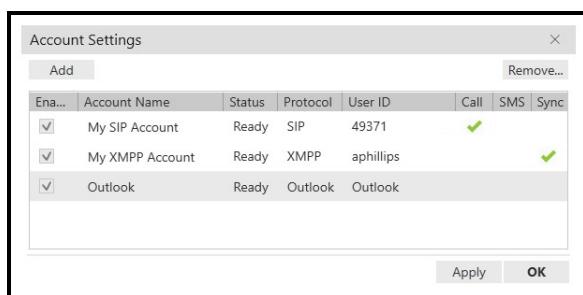 Account Settings
Add Remove...
Ena... Account Name Status Protocol User ID Call SMS Sync
My SIP Account Ready SIP 49371
My XMPP Account Ready XMPP aphillips
Outlook Ready Outlook Outlook
Apply OK